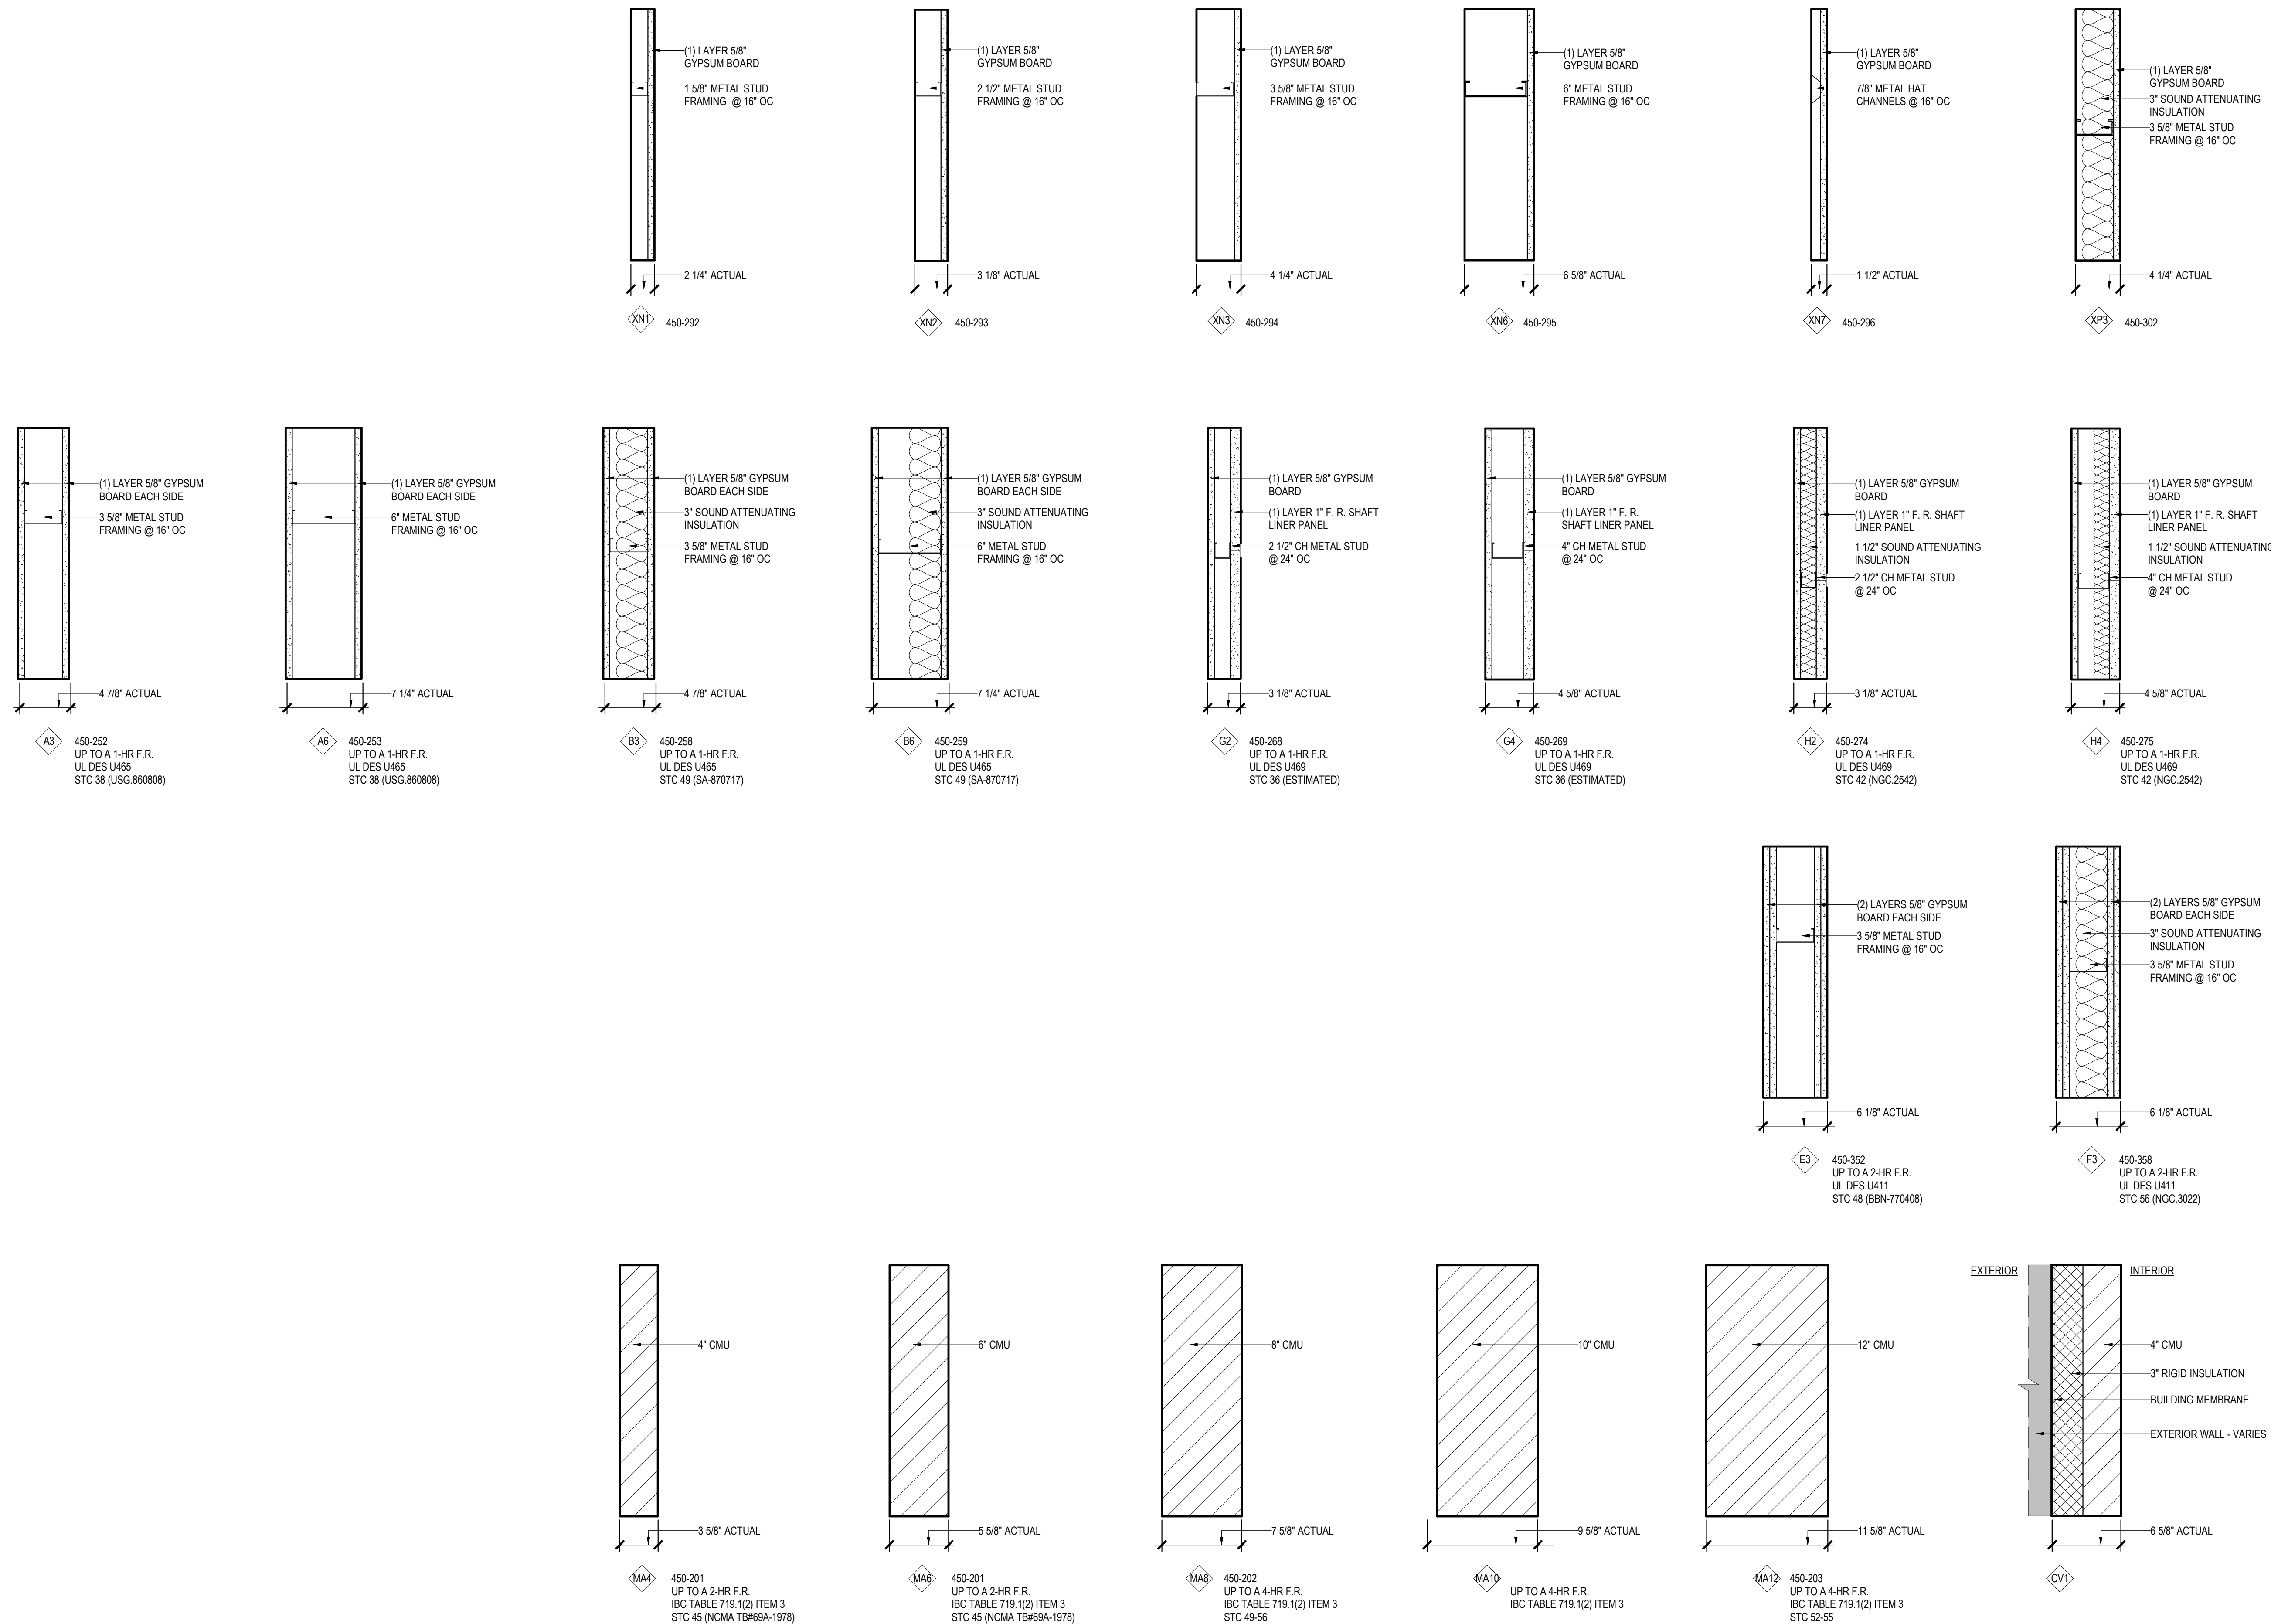 (1) LAYER 5/8"
GYPSUM BOARD
1 5/8" METAL STUD
FRAMING @ 16" OC
2 1/4" ACTUAL
XN1
450-292
(1) LAYER 5/8"
GYPSUM BOARD
2 1/2" METAL STUD
FRAMING @ 16" OC
3 1/8" ACTUAL
XN2
450-293
(1) LAYER 5/8"
GYPSUM BOARD
3 5/8" METAL STUD
FRAMING @ 16" OC
4 1/4" ACTUAL
XN3
450-294
(1) LAYER 5/8"
GYPSUM BOARD
6" METAL STUD
FRAMING @ 16" OC
6 5/8" ACTUAL
XN6
450-295
(1) LAYER 5/8"
GYPSUM BOARD
7/8" METAL HAT
CHANNELS @ 16" OC
1 1/2" ACTUAL
XN7
450-296
(1) LAYER 5/8"
GYPSUM BOARD
3" SOUND ATTENUATING
INSULATION
3 5/8" METAL STUD
FRAMING @ 16" OC
4 1/4" ACTUAL
XP3
450-302
(1) LAYER 5/8" GYPSUM
BOARD EACH SIDE
3 5/8" METAL STUD
FRAMING @ 16" OC
4 7/8" ACTUAL
A3
450-252
UP TO A 1-HR F.R.
UL DES U465
STC 38 (USG.860808)
(1) LAYER 5/8" GYPSUM
BOARD EACH SIDE
6" METAL STUD
FRAMING @ 16" OC
7 1/4" ACTUAL
A6
450-253
UP TO A 1-HR F.R.
UL DES U465
STC 38 (USG.860808)
(1) LAYER 5/8" GYPSUM
BOARD EACH SIDE
3" SOUND ATTENUATING
INSULATION
3 5/8" METAL STUD
FRAMING @ 16" OC
4 7/8" ACTUAL
B3
450-258
UP TO A 1-HR F.R.
UL DES U465
STC 49 (SA-870717)
(1) LAYER 5/8" GYPSUM
BOARD EACH SIDE
3" SOUND ATTENUATING
INSULATION
6" METAL STUD
FRAMING @ 16" OC
7 1/4" ACTUAL
B6
450-259
UP TO A 1-HR F.R.
UL DES U465
STC 49 (SA-870717)
(1) LAYER 5/8" GYPSUM
BOARD
(1) LAYER 1" F. R. SHAFT
LINER PANEL
2 1/2" CH METAL STUD
@ 24" OC
3 1/8" ACTUAL
G2
450-268
UP TO A 1-HR F.R.
UL DES U469
STC 36 (ESTIMATED)
(1) LAYER 5/8" GYPSUM
BOARD
(1) LAYER 1" F. R.
SHAFT LINER PANEL
4" CH METAL STUD
@ 24" OC
4 5/8" ACTUAL
G4
450-269
UP TO A 1-HR F.R.
UL DES U469
STC 36 (ESTIMATED)
(1) LAYER 5/8" GYPSUM
BOARD
(1) LAYER 1" F. R. SHAFT
LINER PANEL
1 1/2" SOUND ATTENUATING
INSULATION
2 1/2" CH METAL STUD
@ 24" OC
3 1/8" ACTUAL
H2
450-274
UP TO A 1-HR F.R.
UL DES U469
STC 42 (NGC.2542)
(1) LAYER 5/8" GYPSUM
BOARD
(1) LAYER 1" F. R. SHAFT
LINER PANEL
1 1/2" SOUND ATTENUATING
INSULATION
4" CH METAL STUD
@ 24" OC
4 5/8" ACTUAL
H4
450-275
UP TO A 1-HR F.R.
UL DES U469
STC 42 (NGC.2542)
(2) LAYERS 5/8" GYPSUM
BOARD EACH SIDE
3 5/8" METAL STUD
FRAMING @ 16" OC
6 1/8" ACTUAL
E3
450-352
UP TO A 2-HR F.R.
UL DES U411
STC 48 (BBN-770408)
(2) LAYERS 5/8" GYPSUM
BOARD EACH SIDE
3" SOUND ATTENUATING
INSULATION
3 5/8" METAL STUD
FRAMING @ 16" OC
6 1/8" ACTUAL
F3
450-358
UP TO A 2-HR F.R.
UL DES U411
STC 56 (NGC.3022)
4" CMU
3 5/8" ACTUAL
MA4
450-201
UP TO A 2-HR F.R.
IBC TABLE 719.1(2) ITEM 3
STC 45 (NCMA TB#69A-1978)
6" CMU
5 5/8" ACTUAL
MA6
450-201
UP TO A 2-HR F.R.
IBC TABLE 719.1(2) ITEM 3
STC 45 (NCMA TB#69A-1978)
8" CMU
7 5/8" ACTUAL
MA8
450-202
UP TO A 4-HR F.R.
IBC TABLE 719.1(2) ITEM 3
STC 49-56
10" CMU
9 5/8" ACTUAL
MA10
UP TO A 4-HR F.R.
IBC TABLE 719.1(2) ITEM 3
12" CMU
11 5/8" ACTUAL
MA12
450-203
UP TO A 4-HR F.R.
IBC TABLE 719.1(2) ITEM 3
STC 52-55
EXTERIOR
INTERIOR
4" CMU
3" RIGID INSULATION
BUILDING MEMBRANE
EXTERIOR WALL - VARIES
6 5/8" ACTUAL
CV1